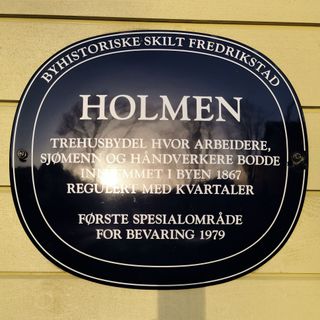 BYHISTORISKE SKILT FREDRIKSTAD
HOLMEN
TREHUSBYDEL HVOR ARBEIDERE,
SJØMENN OG HÅNDVERKERE BODDE
INNLEMMET I BYEN 1867
REGULERT MED KVARTALER
FØRSTE SPESIALOMRÅDE
FOR BEVARING 1979